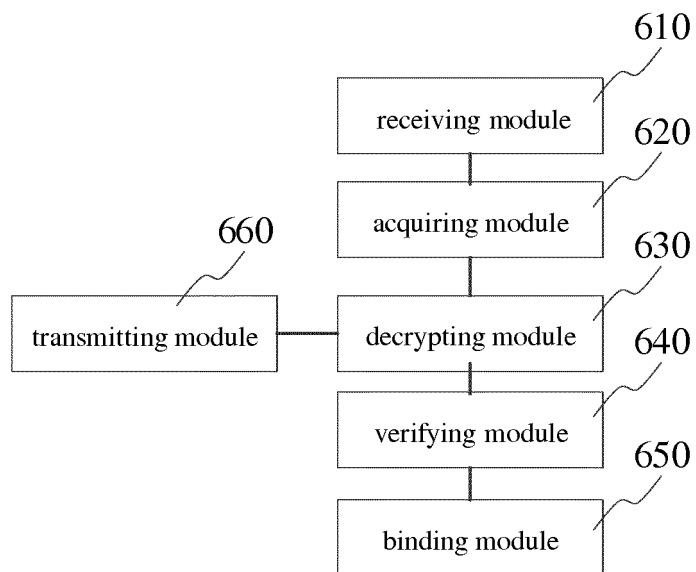 610
receiving module
620
acquiring module
660
630
transmitting module
decrypting module
640
verifying module
650
binding module